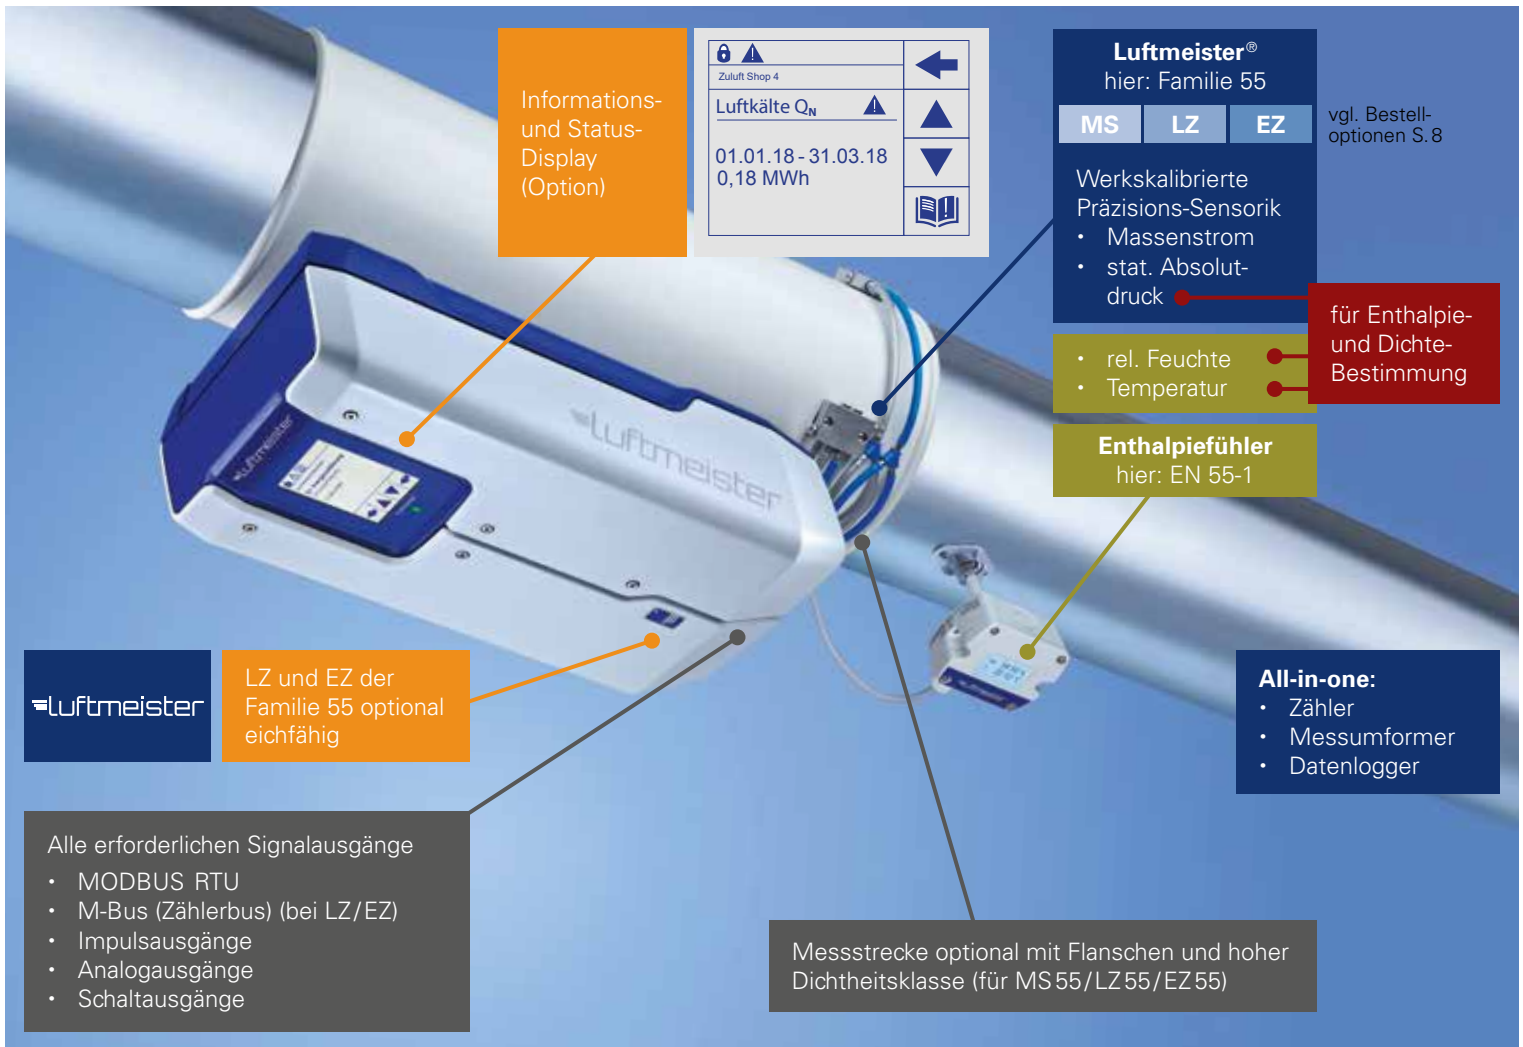 Informations-
und Status-
Display
(Option)
Zuluft Shop 4
Luftkälte QN
01.01.18 - 31.03.18
0,18 MWh
Luftmeister®
hier: Familie 55
MS LZ EZ
vgl. Bestell-
optionen S. 8
Werkskalibrierte
Präzisions-Sensorik
• Massenstrom
• stat. Absolut-
druck
für Enthalpie-
und Dichte-
Bestimmung
• rel. Feuchte
• Temperatur
Enthalpiefühler
hier: EN 55-1
Luftmeister
Luftmeister
Luftmeister
LZ und EZ der
Familie 55 optional
eichfähig
All-in-one:
• Zähler
• Messumformer
• Datenlogger
Alle erforderlichen Signalausgänge
• MODBUS RTU
• M-Bus (Zählerbus) (bei LZ/EZ)
• Impulsausgänge
• Analogausgänge
• Schaltausgänge
Messstrecke optional mit Flanschen und hoher
Dichtheitsklasse (für MS 55/LZ 55/EZ 55)